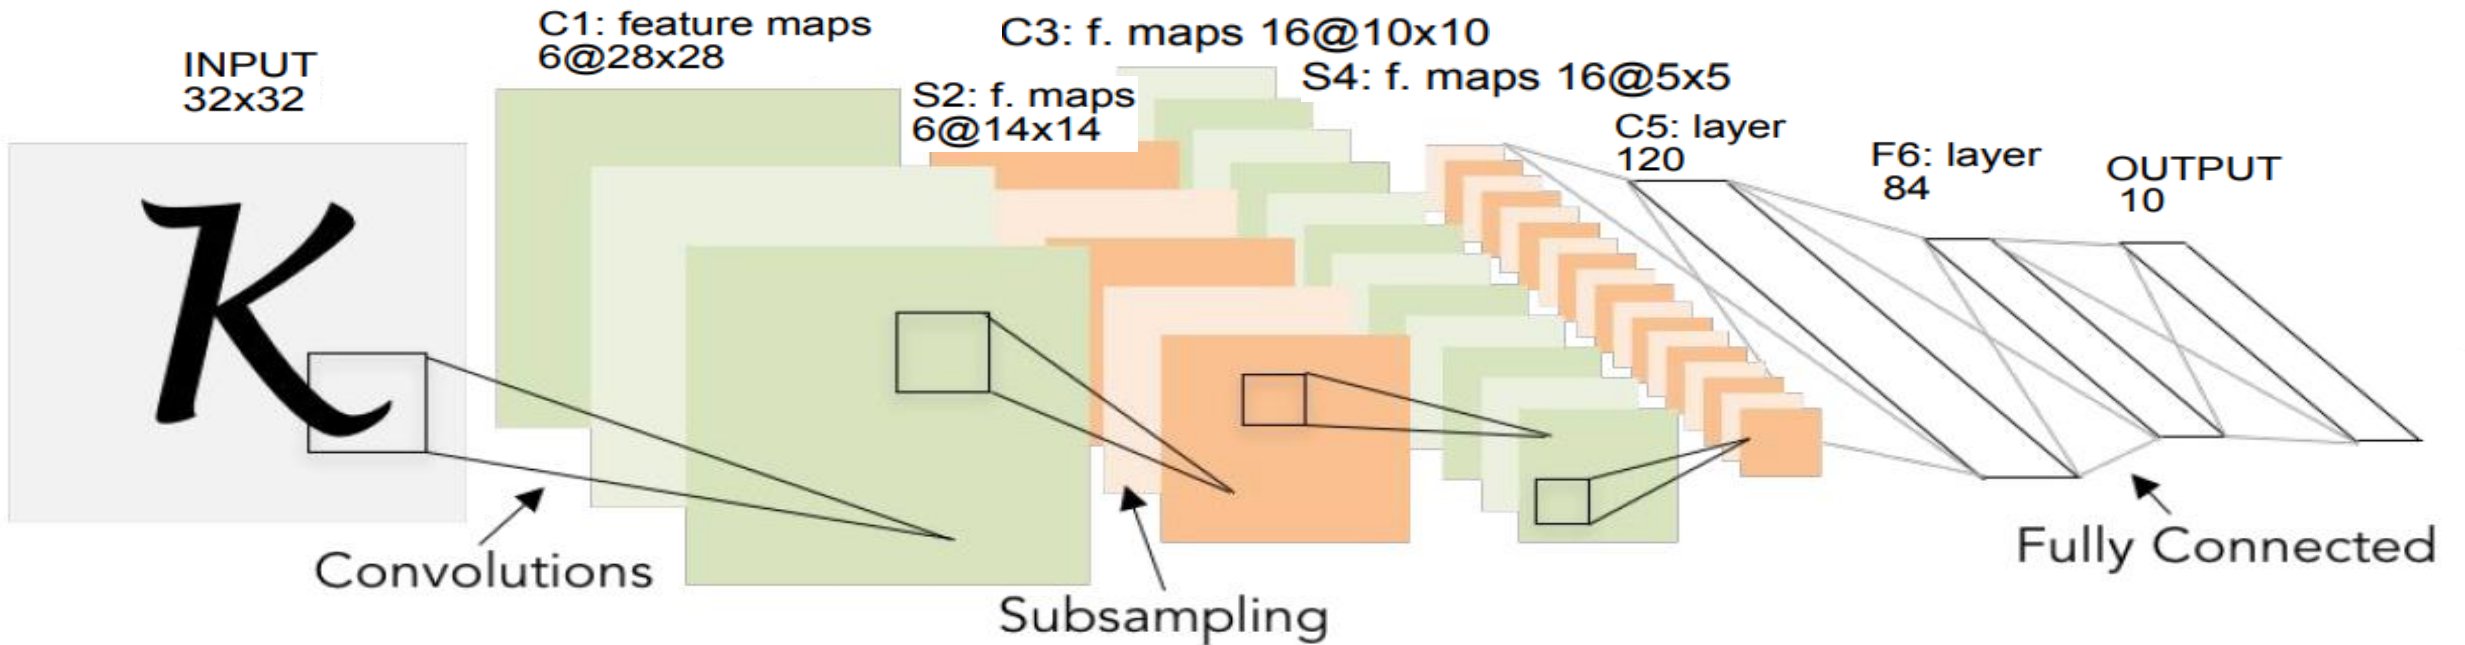 INPUT
32x32
C1: feature maps
6@28x28
S2: f. maps
6@14x14
C3: f. maps 16@10x10
S4: f. maps 16@5x5
C5: layer
120
F6: layer
84
OUTPUT
10
K
Convolutions
Subsampling
Fully Connected